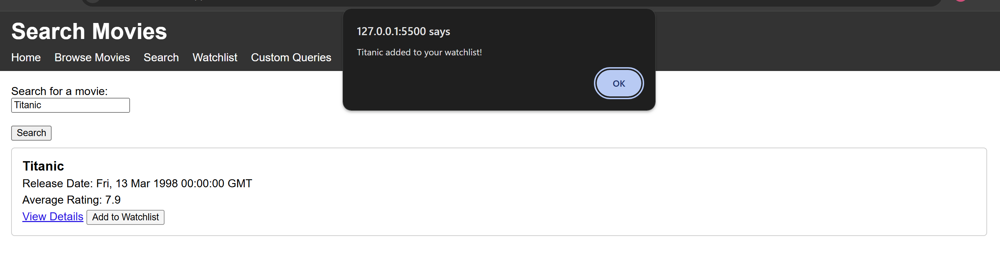 Search Movies
Home Browse Movies Search Watchlist Custom Queries
127.0.0.1:5500 says
Titanic added to your watchlist!
OK
Search for a movie:
Titanic
Search
Titanic
Release Date: Fri, 13 Mar 1998 00:00:00 GMT
Average Rating: 7.9
View Details Add to Watchlist